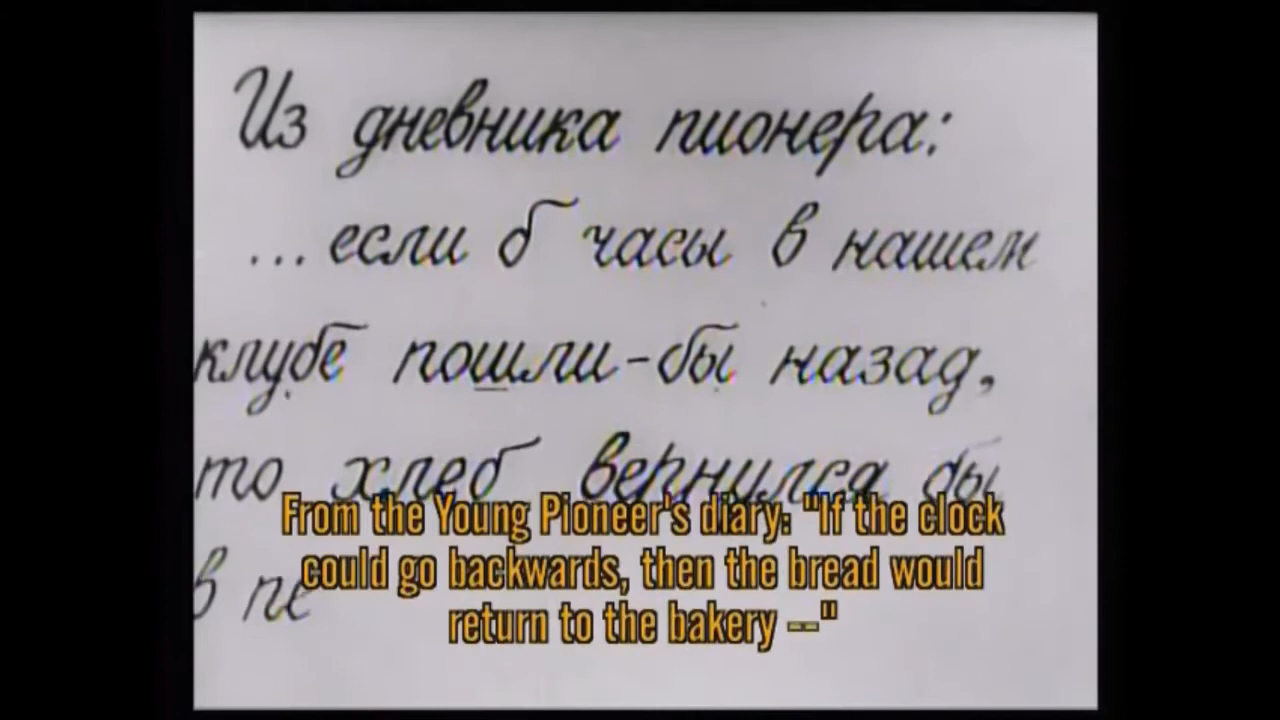 Из дневника пионера:
...если б часы в нашем
клубе пошли-бы назад,
то хлеб вернулся бы
в пе
From the Young Pioneer's diary: "If the clock
could go backwards, then the bread would
return to the bakery --"